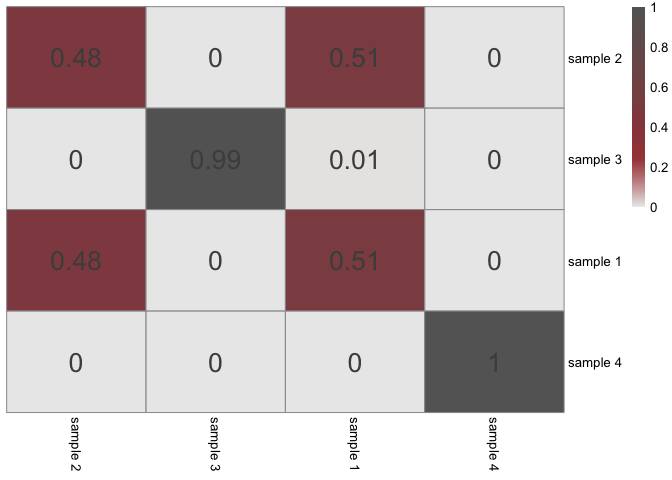 0.48 0 0.51 0 sample 2
0 0.99 0.01 0 sample 3
0.48 0 0.51 0 sample 1
0 0 0 1 sample 4
sample 2
sample 3
sample 1
sample 4
1
0.8
0.6
0.4
0.2
0